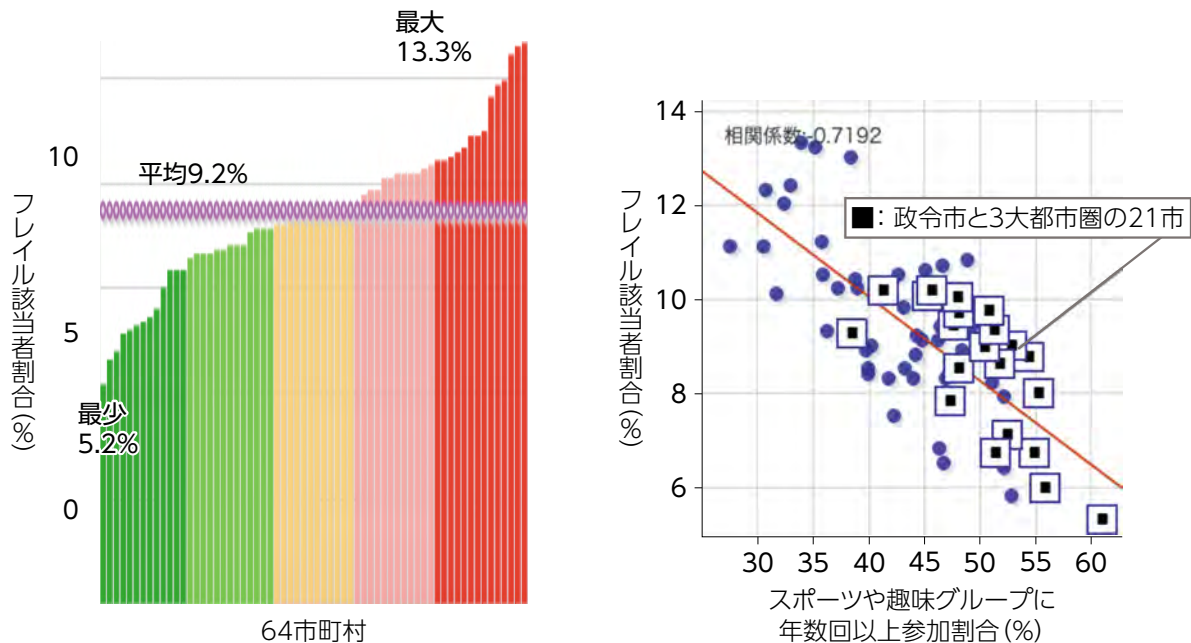 最大
13.3%
10
平均9.2%
フレイル該当者割合(%)
5
最少
5.2%
0
64市町村
14
相関係数:-0.7192
12
■：政令市と3大都市圏の21市
フレイル該当者割合(%)
10
8
6
30 35 40 45 50 55 60
スポーツや趣味グループに
年数回以上参加割合(%)